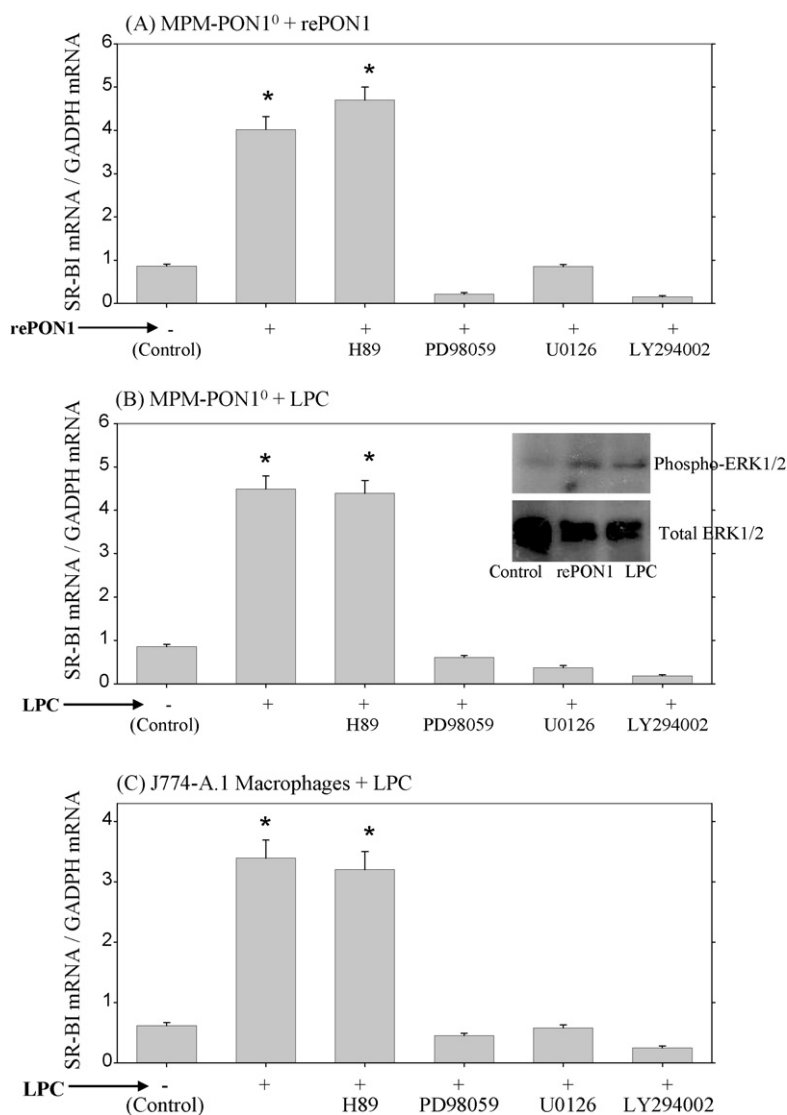 (A) MPM-PON1⁰ + rePON1
SR-BI mRNA / GADPH mRNA
6
5
4
3
2
1
0
* *
rePON1 - + + + + +
(Control) H89 PD98059 U0126 LY294002
(B) MPM-PON1⁰ + LPC
SR-BI mRNA / GADPH mRNA
6
5
4
3
2
1
0
* *
Phospho-ERK1/2
Total ERK1/2
Control rePON1 LPC
LPC - + + + + +
(Control) H89 PD98059 U0126 LY294002
(C) J774-A.1 Macrophages + LPC
SR-BI mRNA / GADPH mRNA
4
3
2
1
0
* *
LPC - + + + + +
(Control) H89 PD98059 U0126 LY294002